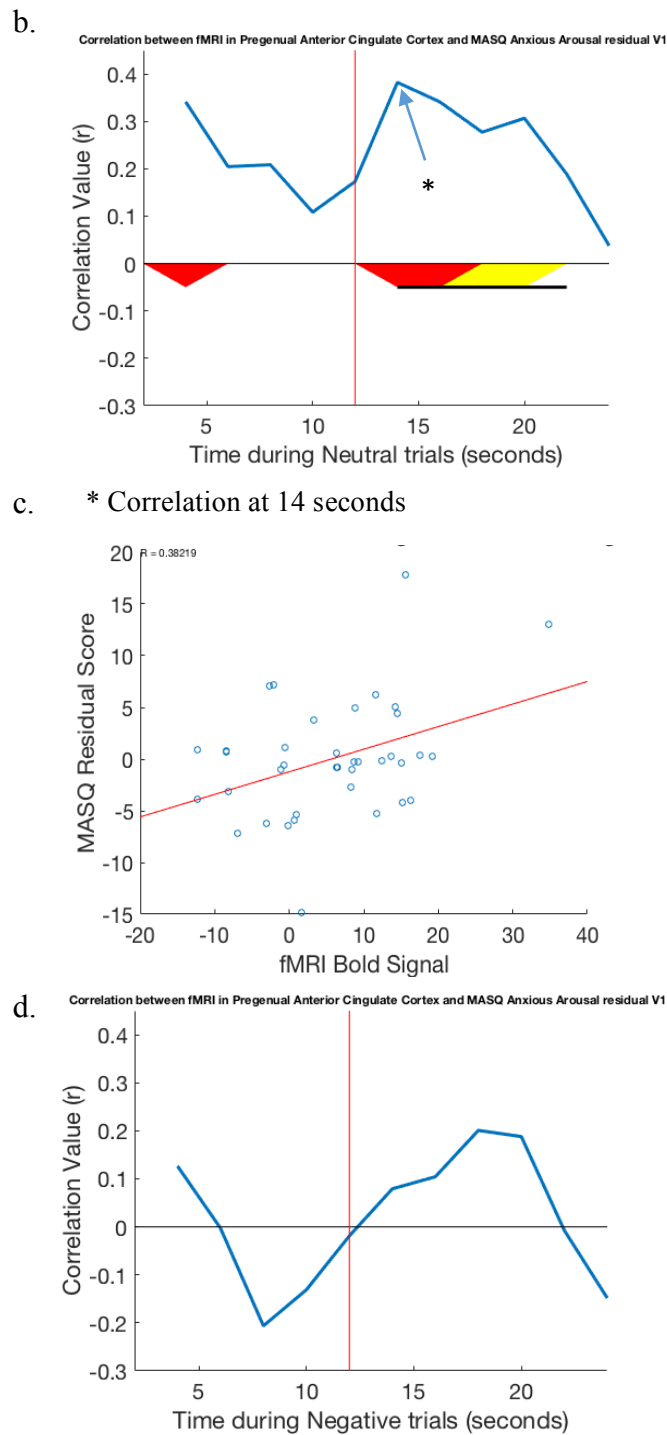 b.
Correlation between fMRI in Pregenual Anterior Cingulate Cortex and MASQ Anxious Arousal residual V1
Correlation Value (r)
0.4
0.3
0.2
0.1
0
-0.1
-0.2
-0.3
*
5 10 15 20
Time during Neutral trials (seconds)
c. * Correlation at 14 seconds
R = 0.38219
MASQ Residual Score
20
15
10
5
0
-5
-10
-15
-20 -10 0 10 20 30 40
fMRI Bold Signal
d.
Correlation between fMRI in Pregenual Anterior Cingulate Cortex and MASQ Anxious Arousal residual V1
Correlation Value (r)
0.4
0.3
0.2
0.1
0
-0.1
-0.2
-0.3
5 10 15 20
Time during Negative trials (seconds)